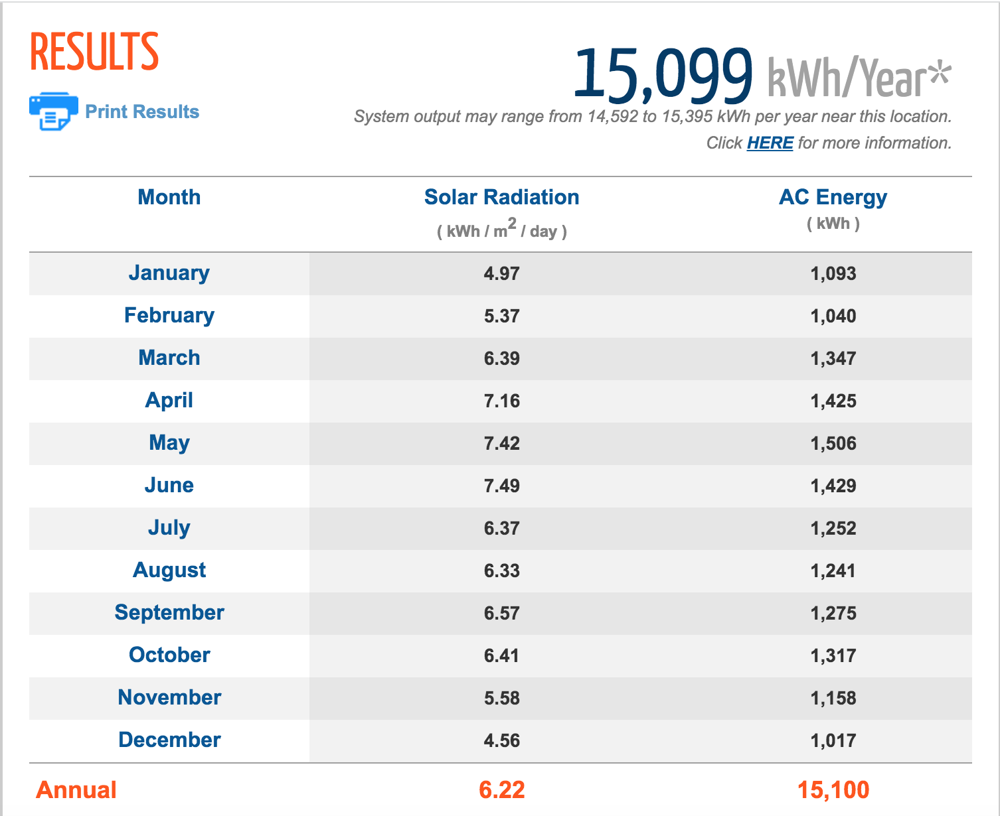 RESULTS
15,099 kWh/Year*
Print Results
System output may range from 14,592 to 15,395 kWh per year near this location.
Click HERE for more information.
Month Solar Radiation AC Energy
( kWh / m² / day ) ( kWh )
January 4.97 1,093
February 5.37 1,040
March 6.39 1,347
April 7.16 1,425
May 7.42 1,506
June 7.49 1,429
July 6.37 1,252
August 6.33 1,241
September 6.57 1,275
October 6.41 1,317
November 5.58 1,158
December 4.56 1,017
Annual 6.22 15,100